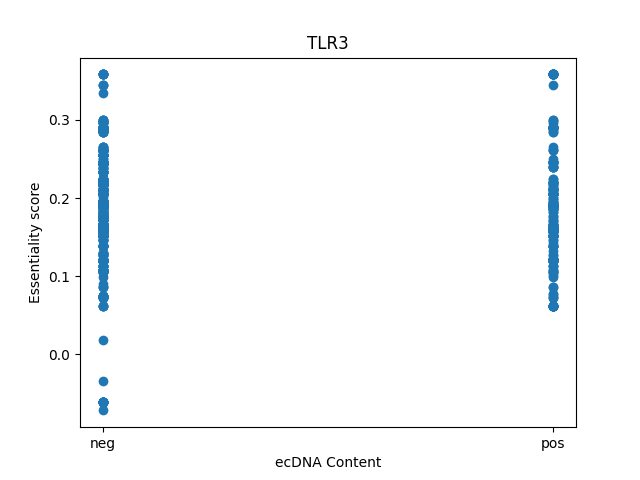 TLR3
Essentiality score
0.3
0.2
0.1
0.0
neg
pos
ecDNA Content